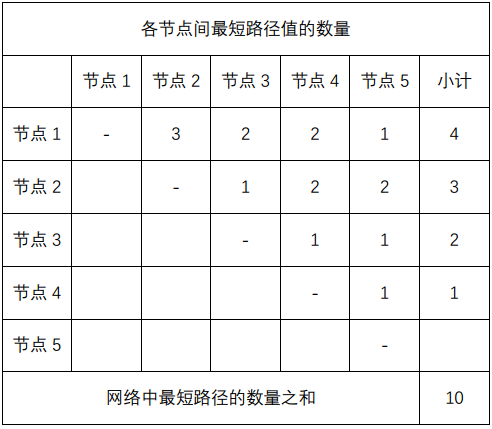 各节点间最短路径值的数量
节点 1 节点 2 节点 3 节点 4 节点 5 小计
节点 1 - 3 2 2 1 4
节点 2 - 1 2 2 3
节点 3 - 1 1 2
节点 4 - 1 1
节点 5 -
网络中最短路径的数量之和 10